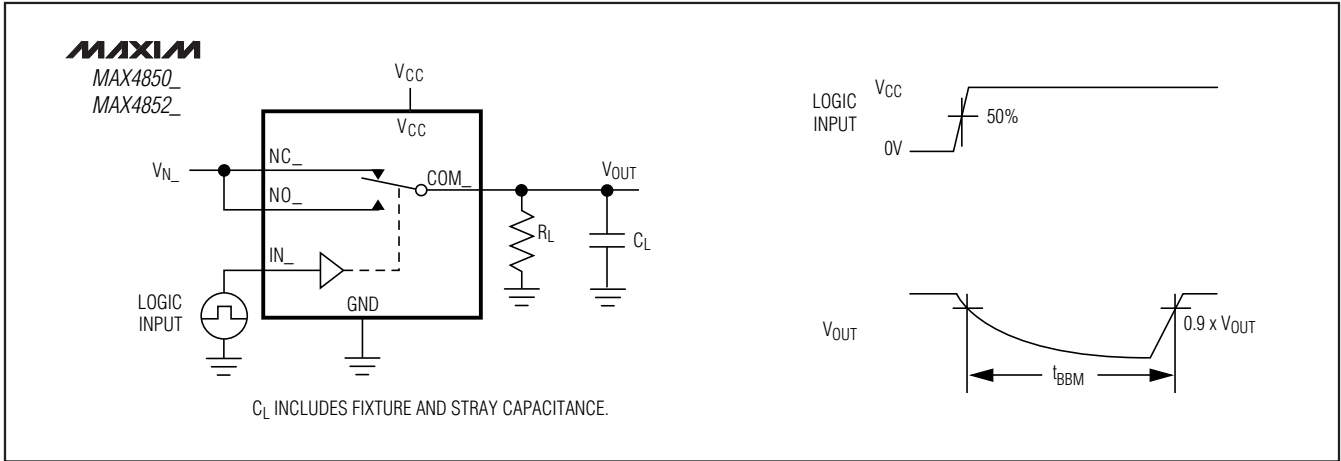 MAXIM
MAX4850_
MAX4852_
VCC
VCC
VN_
NC_
NO_
COM_
VOUT
RL
CL
IN_
LOGIC
INPUT
GND
CL INCLUDES FIXTURE AND STRAY CAPACITANCE.
LOGIC
INPUT
VCC
0V
50%
VOUT
0.9 x VOUT
tBBM